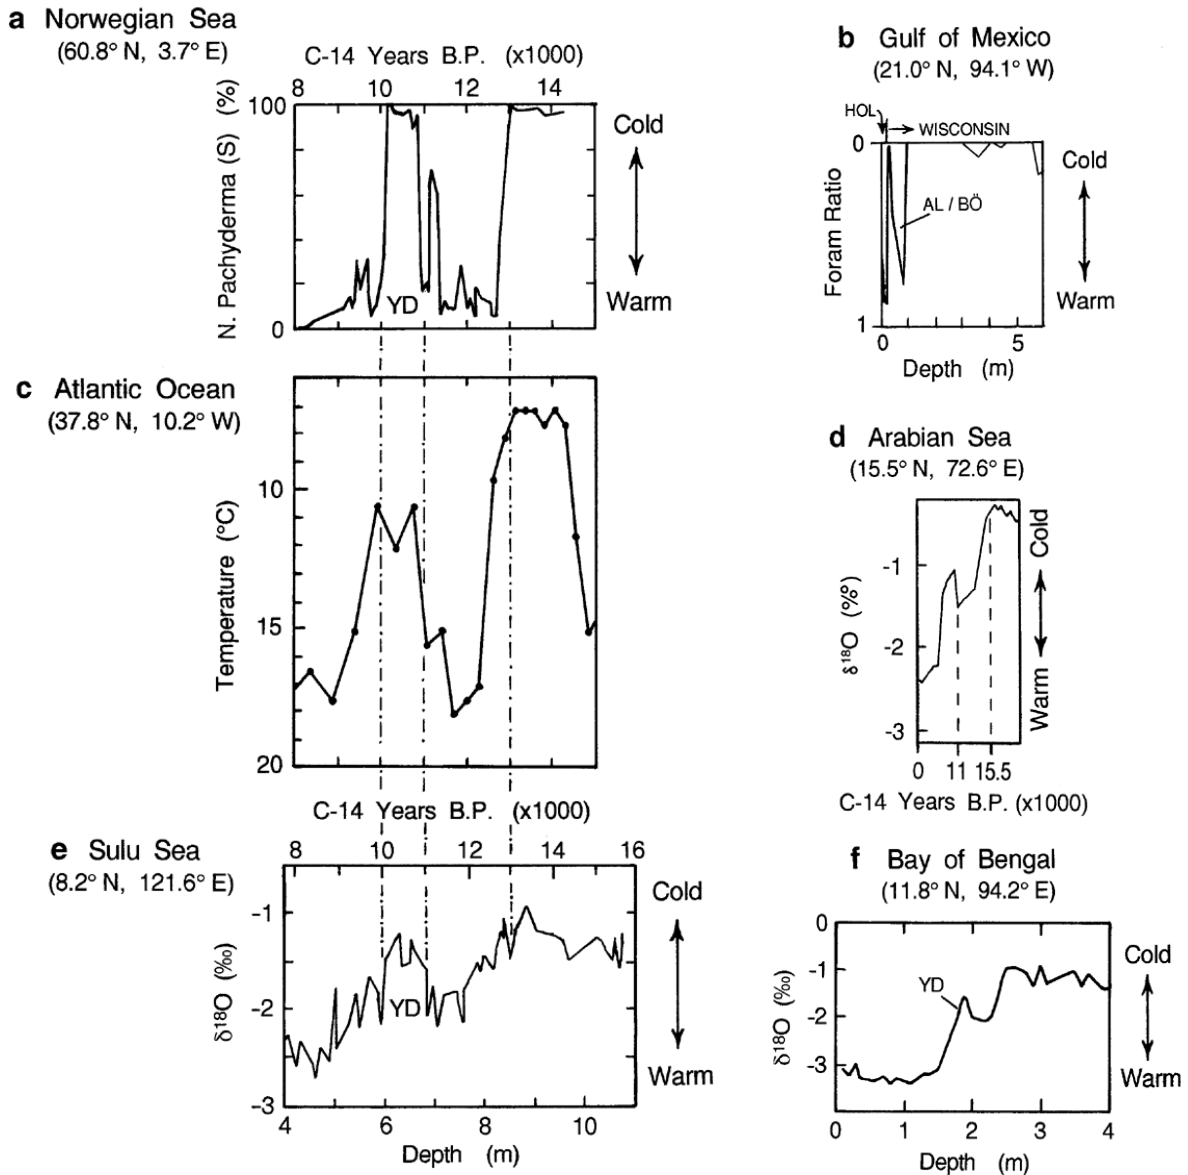 a Norwegian Sea
(60.8° N, 3.7° E)
C-14 Years B.P. (x1000)
8 10 12 14
N. Pachyderma (S) (%)
100
0
YD
Cold
Warm
b Gulf of Mexico
(21.0° N, 94.1° W)
HOL
WISCONSIN
Foram Ratio
0
1
AL / BÖ
Cold
Warm
0 5
Depth (m)
c Atlantic Ocean
(37.8° N, 10.2° W)
Temperature (°C)
10
15
20
d Arabian Sea
(15.5° N, 72.6° E)
δ18O (‰)
-1
-2
-3
Cold
Warm
0 11 15.5
C-14 Years B.P. (x1000)
C-14 Years B.P. (x1000)
e Sulu Sea
(8.2° N, 121.6° E)
8 10 12 14 16
δ18O (‰)
-1
-2
-3
YD
Cold
Warm
4 6 8 10
Depth (m)
f Bay of Bengal
(11.8° N, 94.2° E)
δ18O (‰)
0
-1
-2
-3
YD
Cold
Warm
0 1 2 3 4
Depth (m)